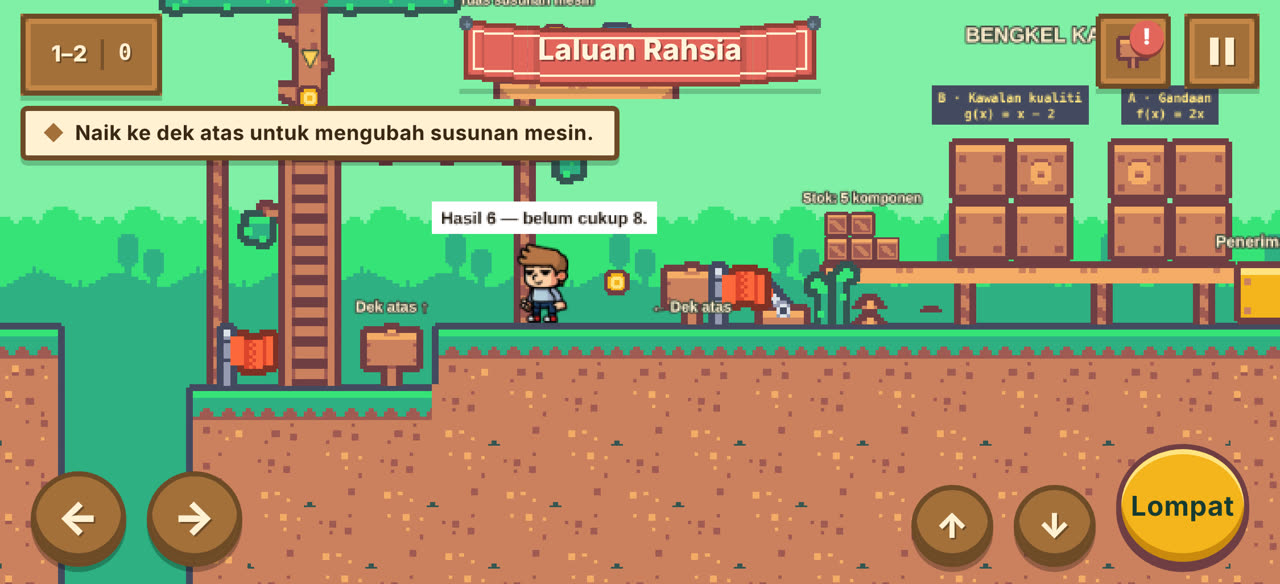 1–2 | 0
Laluan Rahsia
BENGKEL KA
!
Naik ke dek atas untuk mengubah susunan mesin.
B · Kawalan kualiti
g(x) = x − 2
A · Gandaan
f(x) = 2x
Stok: 5 komponen
Hasil 6 — belum cukup 8.
Penerim
Dek atas ↑
← Dek atas
Lompat